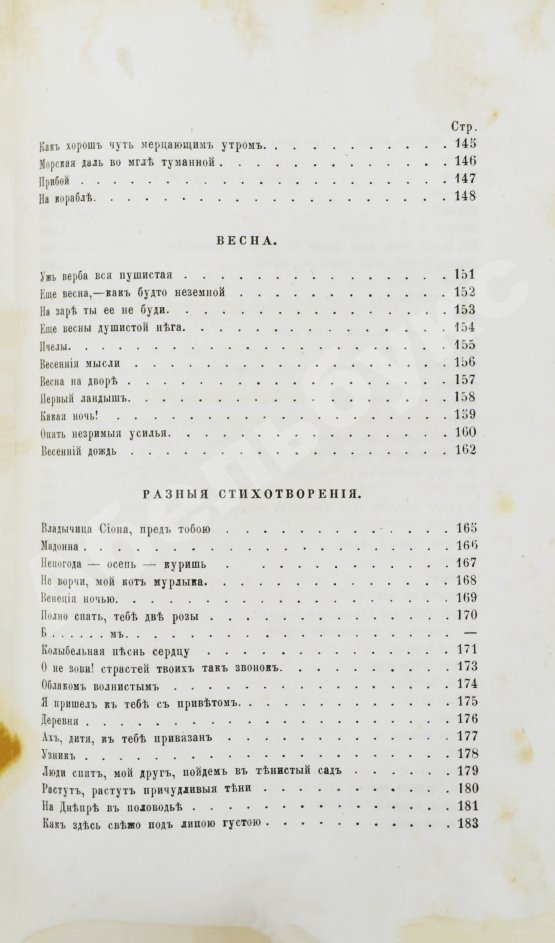 Стр.
Какъ хорошъ чуть мерцающимъ утромъ. . . . . . . . . . . . 145
Морская даль во мглѣ туманной . . . . . . . . . . . . 146
Прибой . . . . . . . . . . . . 147
На кораблѣ. . . . . . . . . . . . 148
ВЕСНА.
Ужь верба вся пушистая . . . . . . . . . . . . 151
Еще весна,—какъ будто неземной . . . . . . . . . . . . 152
На зарѣ ты ее не буди. . . . . . . . . . . . 153
Еще весны душистой нѣга. . . . . . . . . . . . 154
Пчелы. . . . . . . . . . . . 155
Весеннія мысли . . . . . . . . . . . . 156
Весна на дворѣ . . . . . . . . . . . . 157
Первый ландышъ. . . . . . . . . . . . 158
Какая ночь! . . . . . . . . . . . . 159
Опять незримыя усилья. . . . . . . . . . . . 160
Весенній дождь . . . . . . . . . . . . 162
РАЗНЫЯ СТИХОТВОРЕНІЯ.
Владычица Сіона, предъ тобою . . . . . . . . . . . . 165
Мадонна . . . . . . . . . . . . 166
Непогода — осень — куришь . . . . . . . . . . . . 167
Не ворчи, мой котъ мурлыка. . . . . . . . . . . . 168
Венеція ночью. . . . . . . . . . . . 169
Полно спать, тебѣ двѣ розы . . . . . . . . . . . . 170
Б . . . . . . мъ. . . . . . . . . . . . —
Колыбельная пѣснь сердцу . . . . . . . . . . . . 171
О не зови! страстей твоихъ такъ звонокъ. . . . . . . . . . . . 173
Облакомъ волнистымъ . . . . . . . . . . . . 174
Я пришелъ къ тебѣ съ привѣтомъ. . . . . . . . . . . . 175
Деревня . . . . . . . . . . . . 176
Ахъ, дитя, къ тебѣ привязанъ . . . . . . . . . . . . 177
Узникъ . . . . . . . . . . . . 178
Люди спятъ, мой другъ, пойдемъ въ тѣнистый садъ . . . . . . . . 179
Растутъ, растутъ причудливыя тѣни . . . . . . . . . . . . 180
На Днѣпрѣ въ половодьѣ . . . . . . . . . . . . 181
Какъ здѣсь свѣжо подъ липою густою . . . . . . . . . . . . 183
Бельбукс